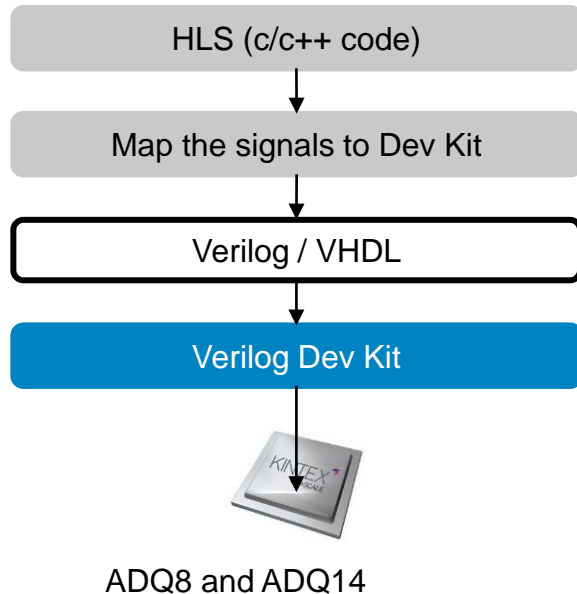 HLS (c/c++ code)
Map the signals to Dev Kit
Verilog / VHDL
Verilog Dev Kit
KINTEX
ADQ8 and ADQ14